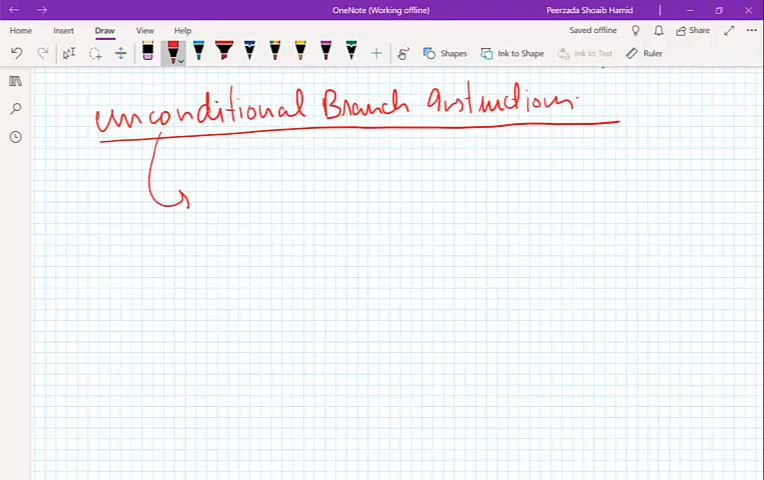 OneNote (Working offline)
Peerzada Shoaib Hamid
Home Insert Draw View Help
Saved offline Share
Shapes Ink to Shape Ink to Text Ruler
unconditional Branch Instructions.